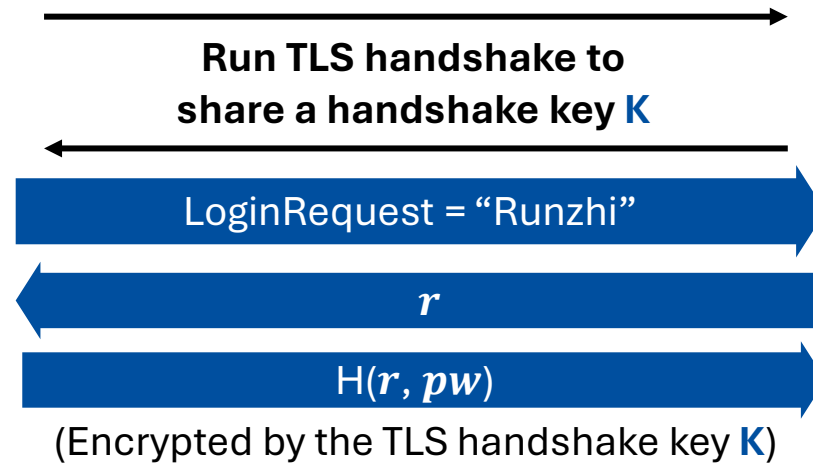 Run TLS handshake to
share a handshake key K
LoginRequest = “Runzhi”
r
H(r, pw)
(Encrypted by the TLS handshake key K)